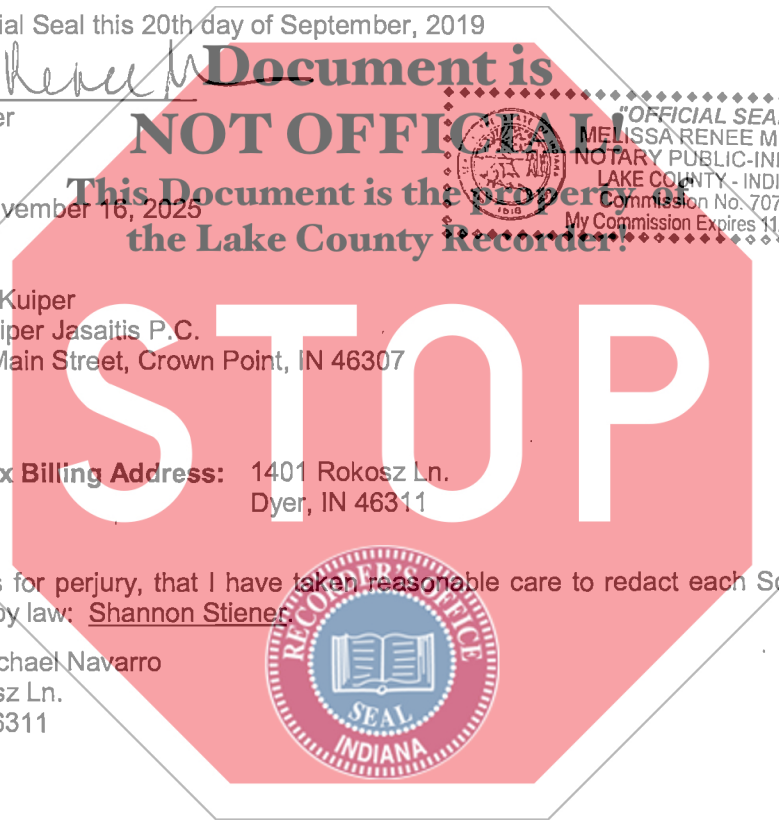 ial Seal this 20th day of September, 2019
Renee M
Document is
NOT OFFICIAL!
This Document is the property of
the Lake County Recorder!
er
"OFFICIAL SEA
MELISSA RENEE M
NOTARY PUBLIC-IN
LAKE COUNTY - INDI
Commission No. 707
My Commission Expires 11
1816
vember 16, 2025
Kuiper
iper Jasaitis P.C.
Main Street, Crown Point, IN 46307
STOP
x Billing Address: 1401 Rokosz Ln.
Dyer, IN 46311
s for perjury, that I have taken reasonable care to redact each So
by law: Shannon Stiener.
RECORDER'S OFFICE
SEAL
INDIANA
chael Navarro
sz Ln.
6311